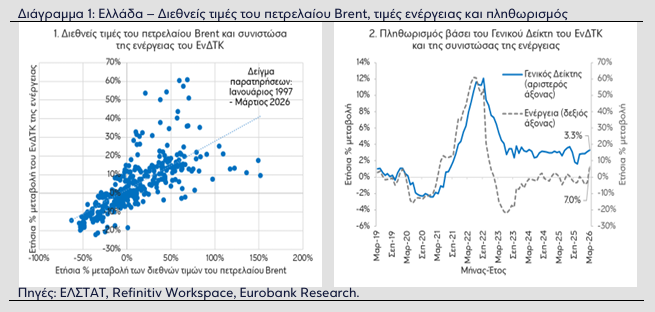 Διάγραμμα 1: Ελλάδα – Διεθνείς τιμές του πετρελαίου Brent, τιμές ενέργειας και πληθωρισμός
1. Διεθνείς τιμές του πετρελαίου Brent και συνιστώσα
της ενέργειας του ΕνΔΤΚ
Ετήσια % μεταβολή του ΕνΔΤΚ της ενέργειας
70%
60%
50%
40%
30%
20%
10%
0%
-10%
-20%
-30%
Δείγμα
παρατηρήσεων:
Ιανουάριος 1997
- Μάρτιος 2026
-100%
-50%
0%
50%
100%
150%
200%
Ετήσια % μεταβολή των διεθνών τιμών του πετρελαίου Brent
2. Πληθωρισμός βάσει του Γενικού Δείκτη του ΕνΔΤΚ
και της συνιστώσας της ενέργειας
Ετήσια % μεταβολή
14%
12%
10%
8%
6%
4%
2%
0%
-2%
-4%
-6%
Γενικός Δείκτης
(αριστερός
άξονας)
Ενέργεια (δεξιός
άξονας)
3.3%
70%
60%
50%
40%
30%
20%
10%
0%
-10%
-20%
-30%
Ετήσια % μεταβολή
Μαρ-19
Σεπ-19
Μαρ-20
Σεπ-20
Μαρ-21
Σεπ-21
Μαρ-22
Σεπ-22
Μαρ-23
Σεπ-23
Μαρ-24
Σεπ-24
Μαρ-25
Σεπ-25
Μαρ-26
Μήνας-Έτος
Πηγές: ΕΛΣΤΑΤ, Refinitiv Workspace, Eurobank Research.